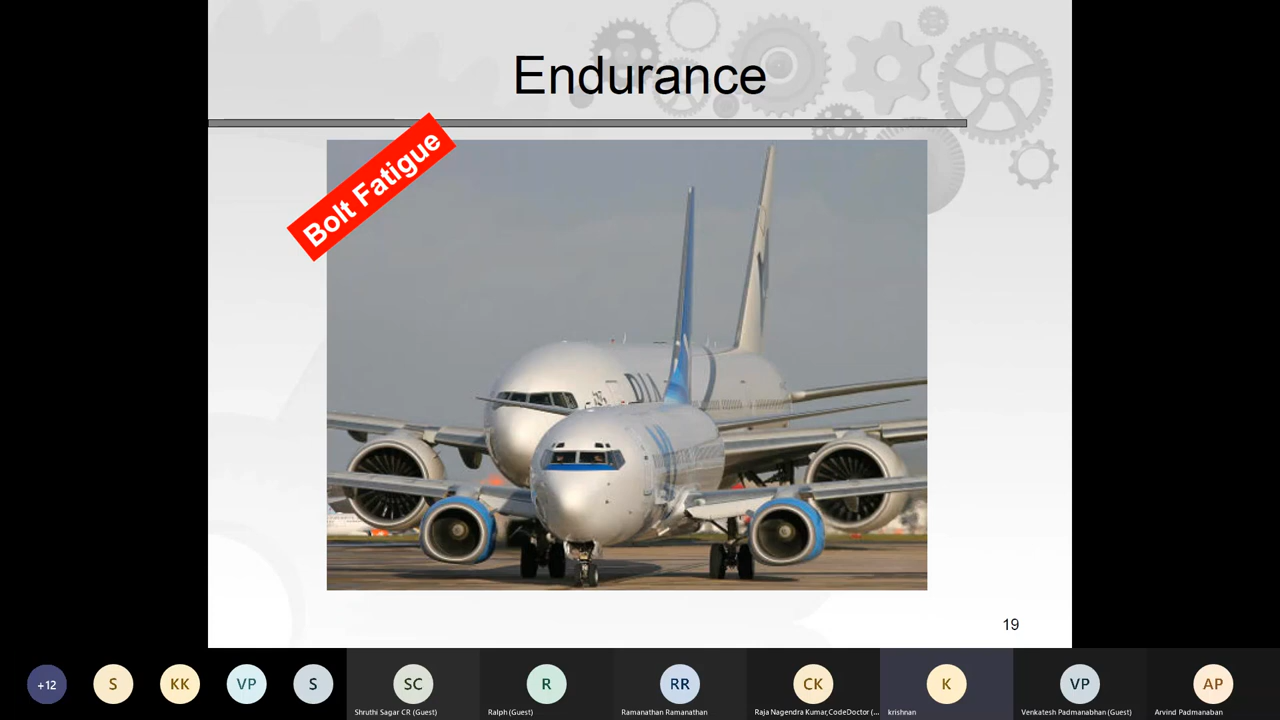 Endurance
Bolt Fatigue
19
+12
S
KK
VP
S
SC
R
RR
CK
K
VP
AP
Shruthi Sagar CR (Guest)
Ralph (Guest)
Ramanathan Ramanathan
Raja Nagendra Kumar,CodeDoctor (...
krishnan
Venkatesh Padmanabhan (Guest)
Arvind Padmanaban